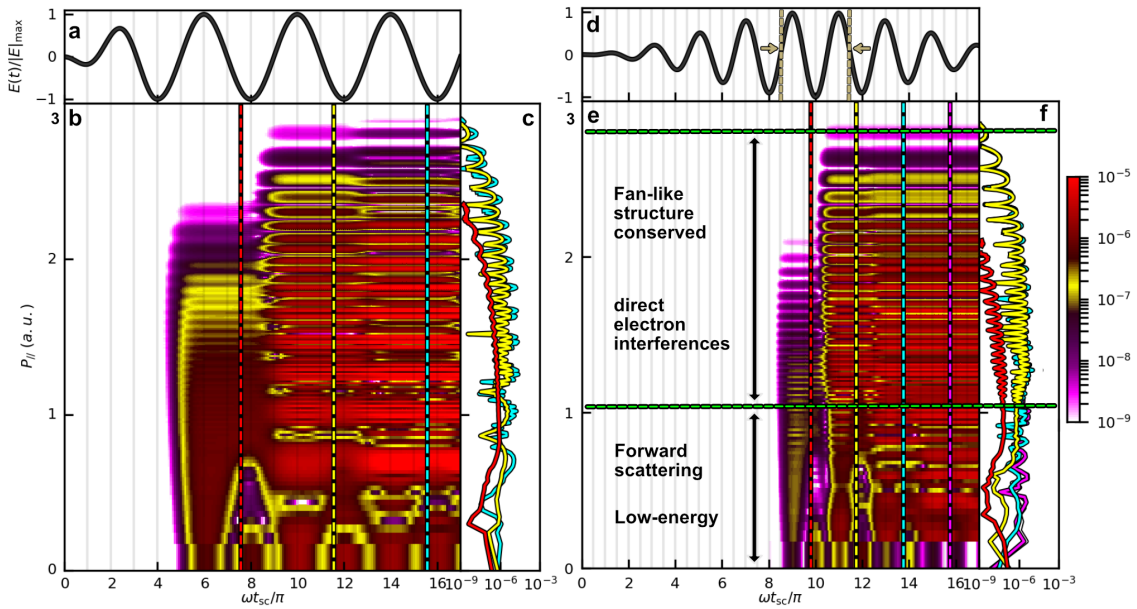 a
E(t)/|E|max
1
0
−1
d
1
0
−1
b
c
3
2
1
0
P// (a. u.)
0 2 4 6 8 10 12 14 16
10⁻⁹ 10⁻⁶ 10⁻³
ωtsc/π
e
f
3
2
1
0
Fan-like
structure
conserved
direct
electron
interferences
Forward
scattering
Low-energy
0 2 4 6 8 10 12 14 16
10⁻⁹ 10⁻⁶ 10⁻³
ωtsc/π
10⁻⁵
10⁻⁶
10⁻⁷
10⁻⁸
10⁻⁹